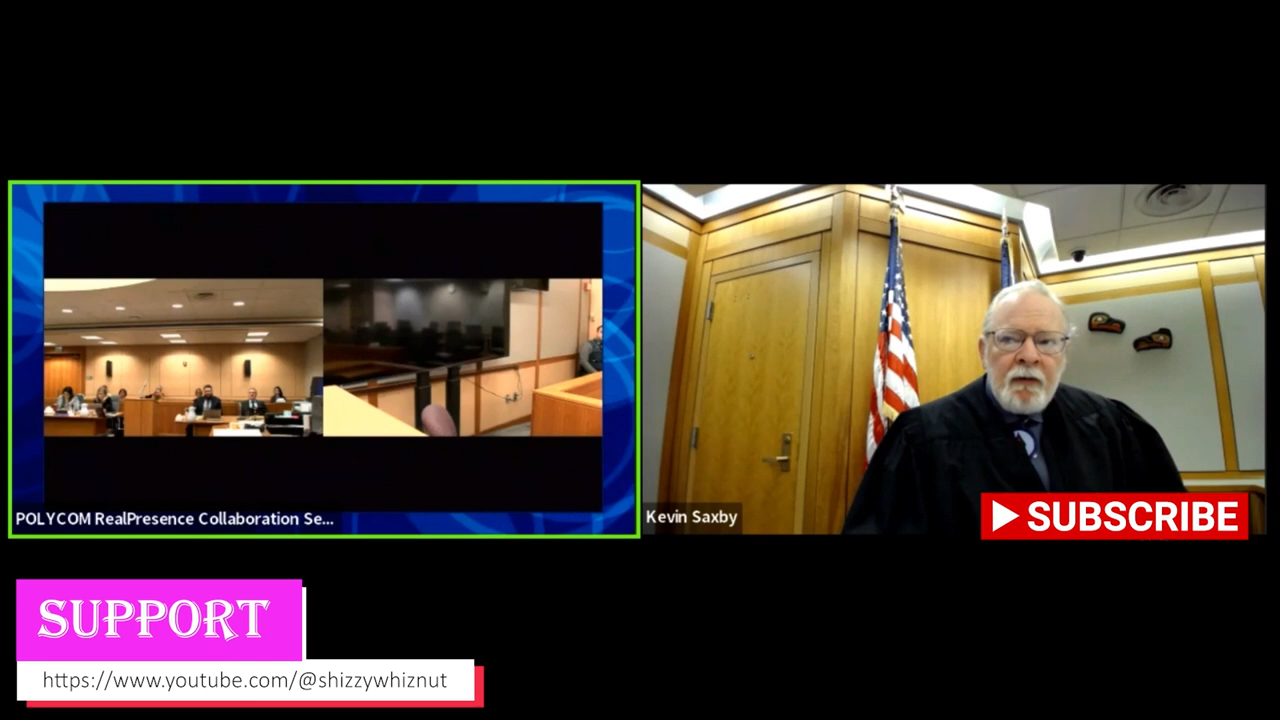 POLYCOM RealPresence Collaboration Se...
Kevin Saxby
SUBSCRIBE
SUPPORT
https://www.youtube.com/@shizzywhiznut